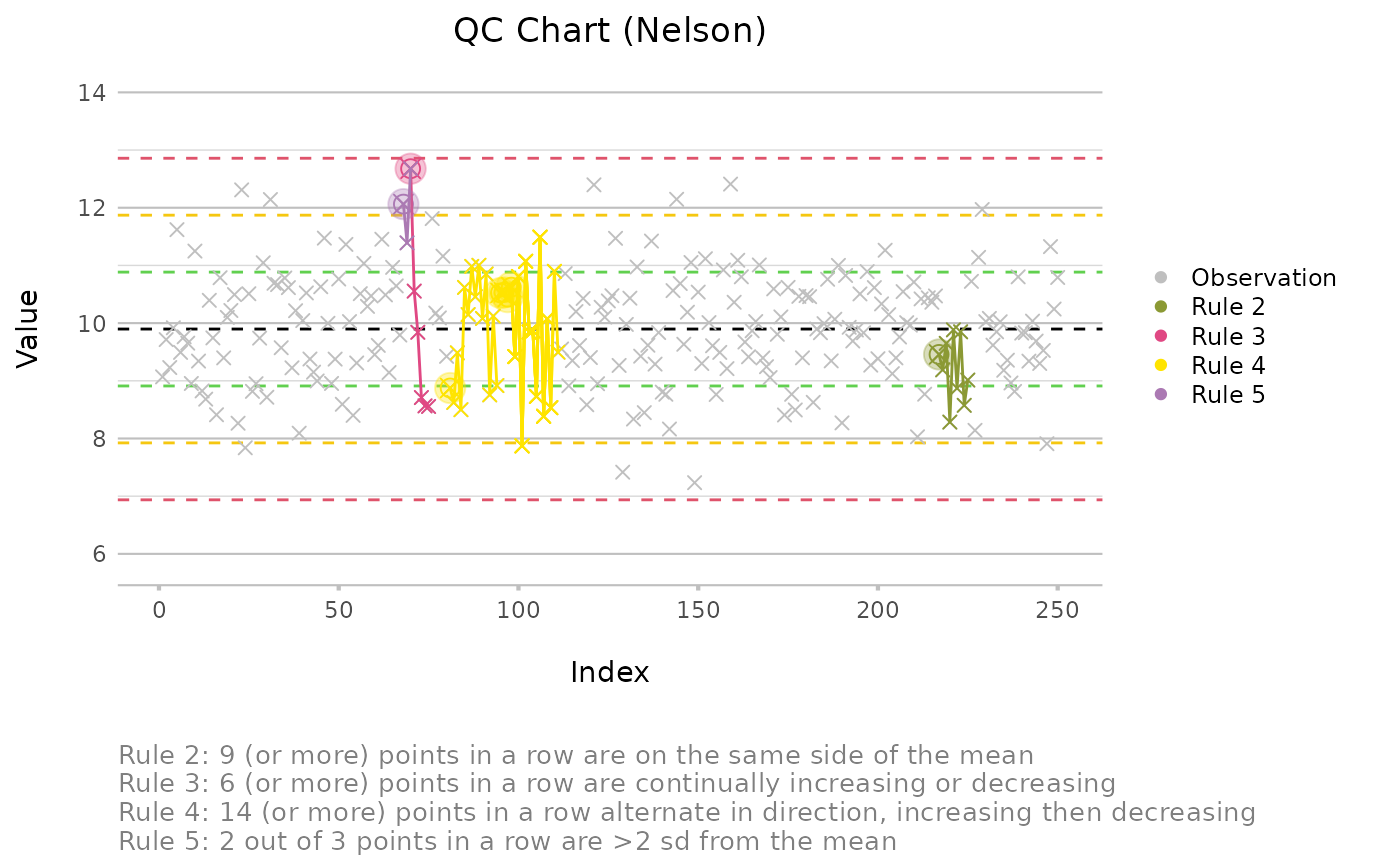 QC Chart (Nelson)
14
12
10
8
6
Value
0 50 100 150 200 250
Index
Observation
Rule 2
Rule 3
Rule 4
Rule 5
Rule 2: 9 (or more) points in a row are on the same side of the mean
Rule 3: 6 (or more) points in a row are continually increasing or decreasing
Rule 4: 14 (or more) points in a row alternate in direction, increasing then decreasing
Rule 5: 2 out of 3 points in a row are >2 sd from the mean